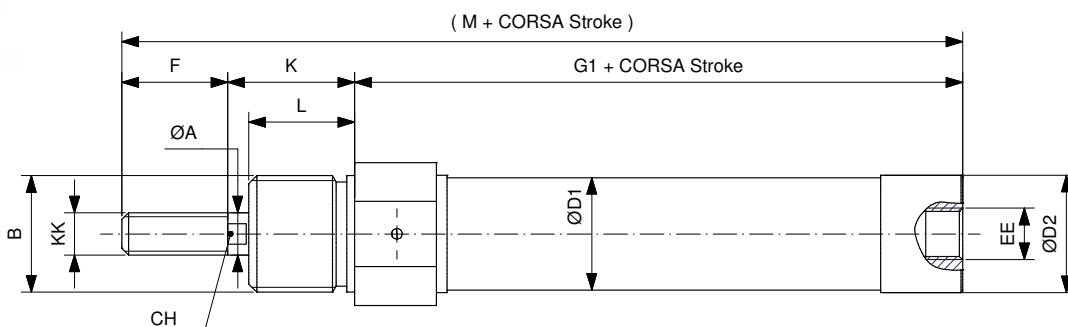 ( M + CORSA Stroke )
F
K
G1 + CORSA Stroke
L
ØA
B
KK
ØD1
EE
ØD2
CH